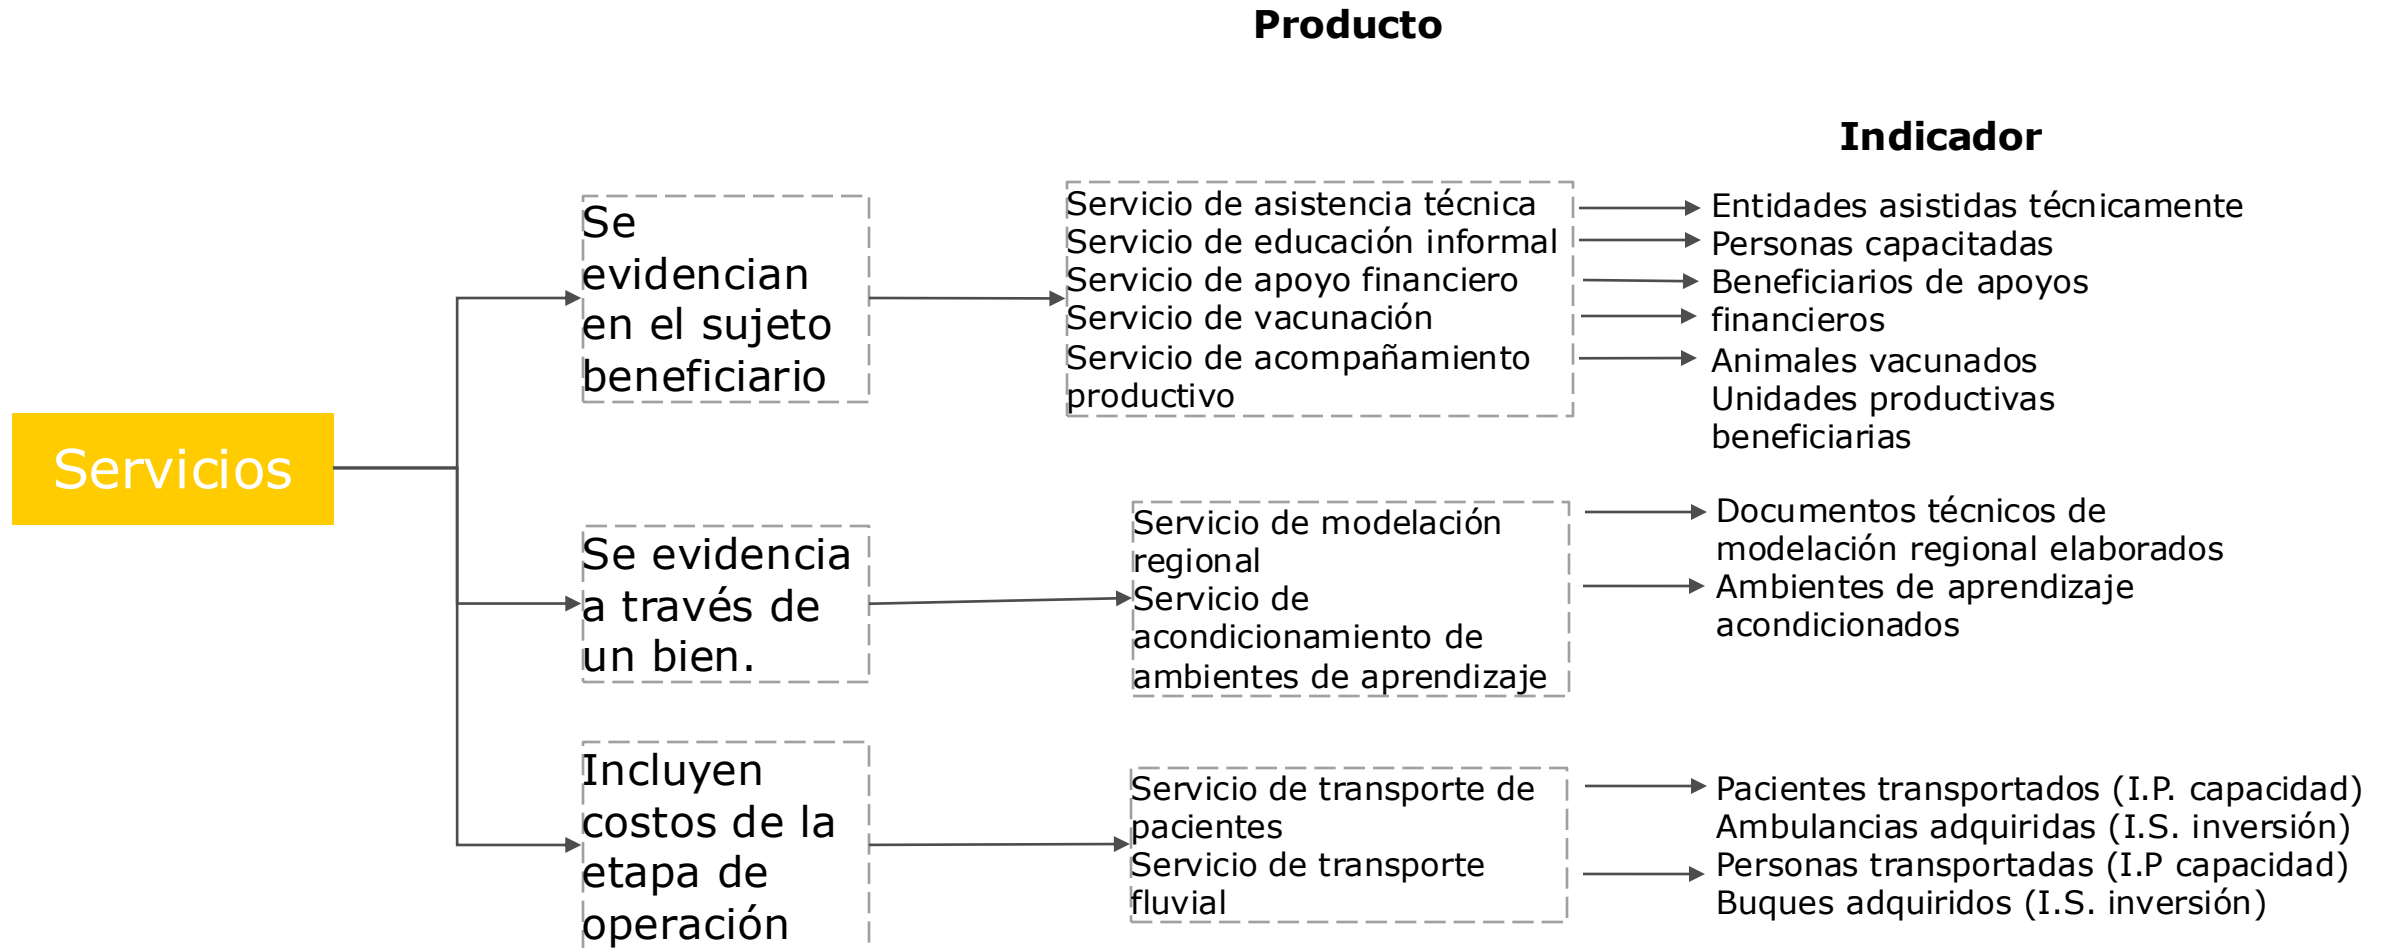 Producto
Indicador
Servicios
Se
evidencian
en el sujeto
beneficiario
Servicio de asistencia técnica
Servicio de educación informal
Servicio de apoyo financiero
Servicio de vacunación
Servicio de acompañamiento
productivo
Entidades asistidas técnicamente
Personas capacitadas
Beneficiarios de apoyos
financieros
Animales vacunados
Unidades productivas
beneficiarias
Se evidencia
a través de
un bien.
Servicio de modelación
regional
Servicio de
acondicionamiento de
ambientes de aprendizaje
Documentos técnicos de
modelación regional elaborados
Ambientes de aprendizaje
acondicionados
Incluyen
costos de la
etapa de
operación
Servicio de transporte de
pacientes
Servicio de transporte
fluvial
Pacientes transportados (I.P. capacidad)
Ambulancias adquiridas (I.S. inversión)
Personas transportadas (I.P capacidad)
Buques adquiridos (I.S. inversión)